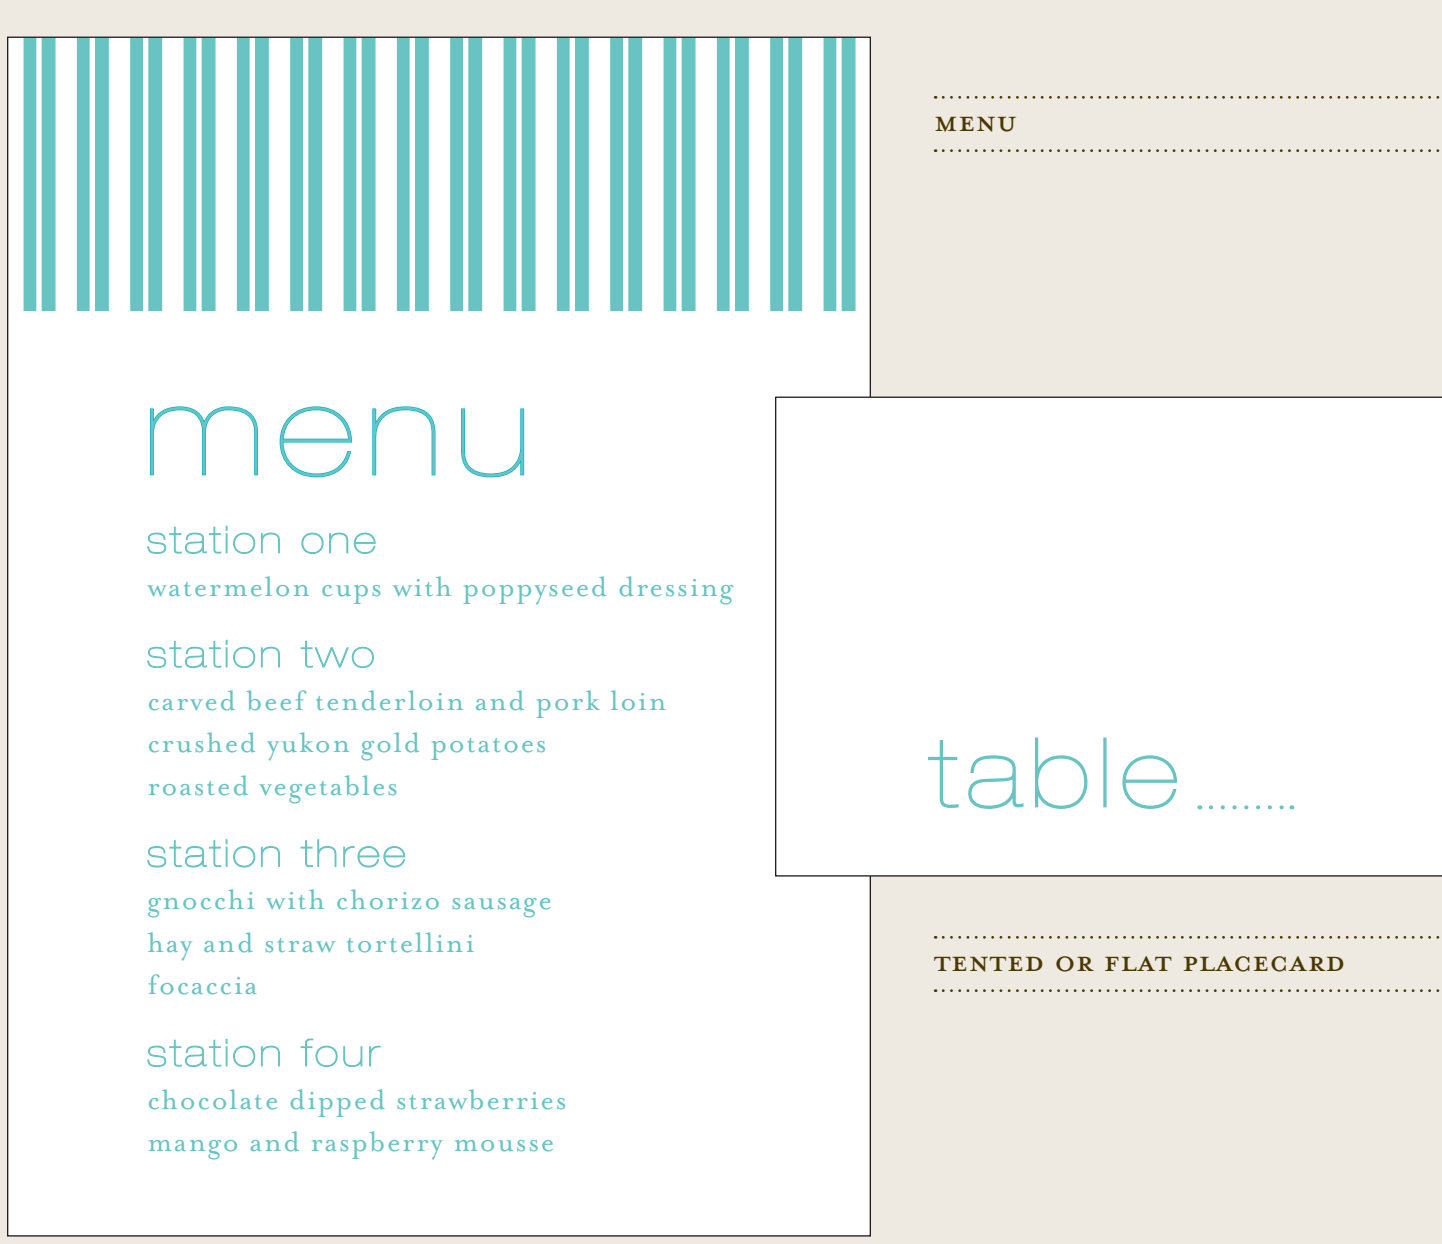 menu
station one
watermelon cups with poppyseed dressing
station two
carved beef tenderloin and pork loin
crushed yukon gold potatoes
roasted vegetables
station three
gnocchi with chorizo sausage
hay and straw tortellini
focaccia
station four
chocolate dipped strawberries
mango and raspberry mousse
MENU
table .........
TENTED OR FLAT PLACECARD